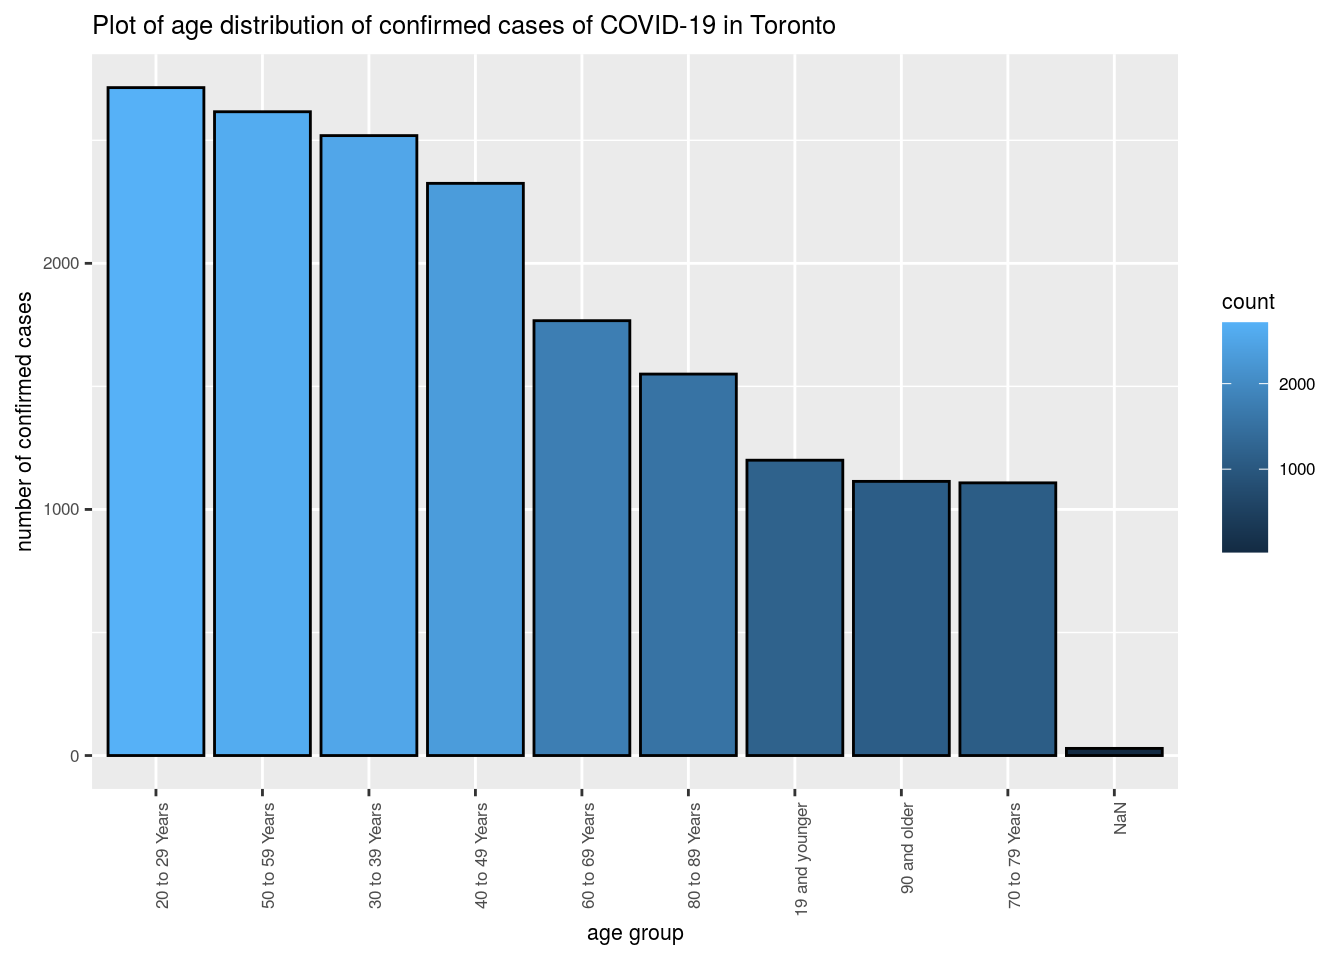 Plot of age distribution of confirmed cases of COVID-19 in Toronto
number of confirmed cases
2000
1000
0
20 to 29 Years
50 to 59 Years
30 to 39 Years
40 to 49 Years
60 to 69 Years
80 to 89 Years
19 and younger
90 and older
70 to 79 Years
NaN
age group
count
2000
1000